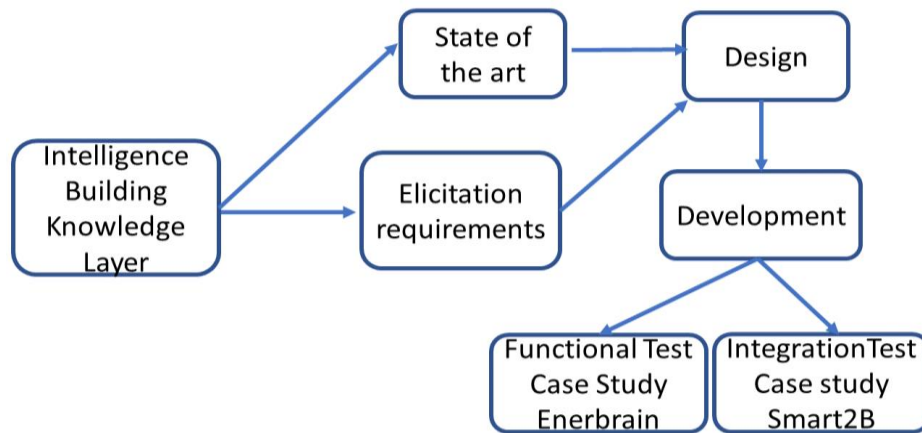 State of
the art
Design
Intelligence
Building
Knowledge
Layer
Elicitation
requirements
Development
Functional Test
Case Study
Enerbrain
IntegrationTest
Case study
Smart2B